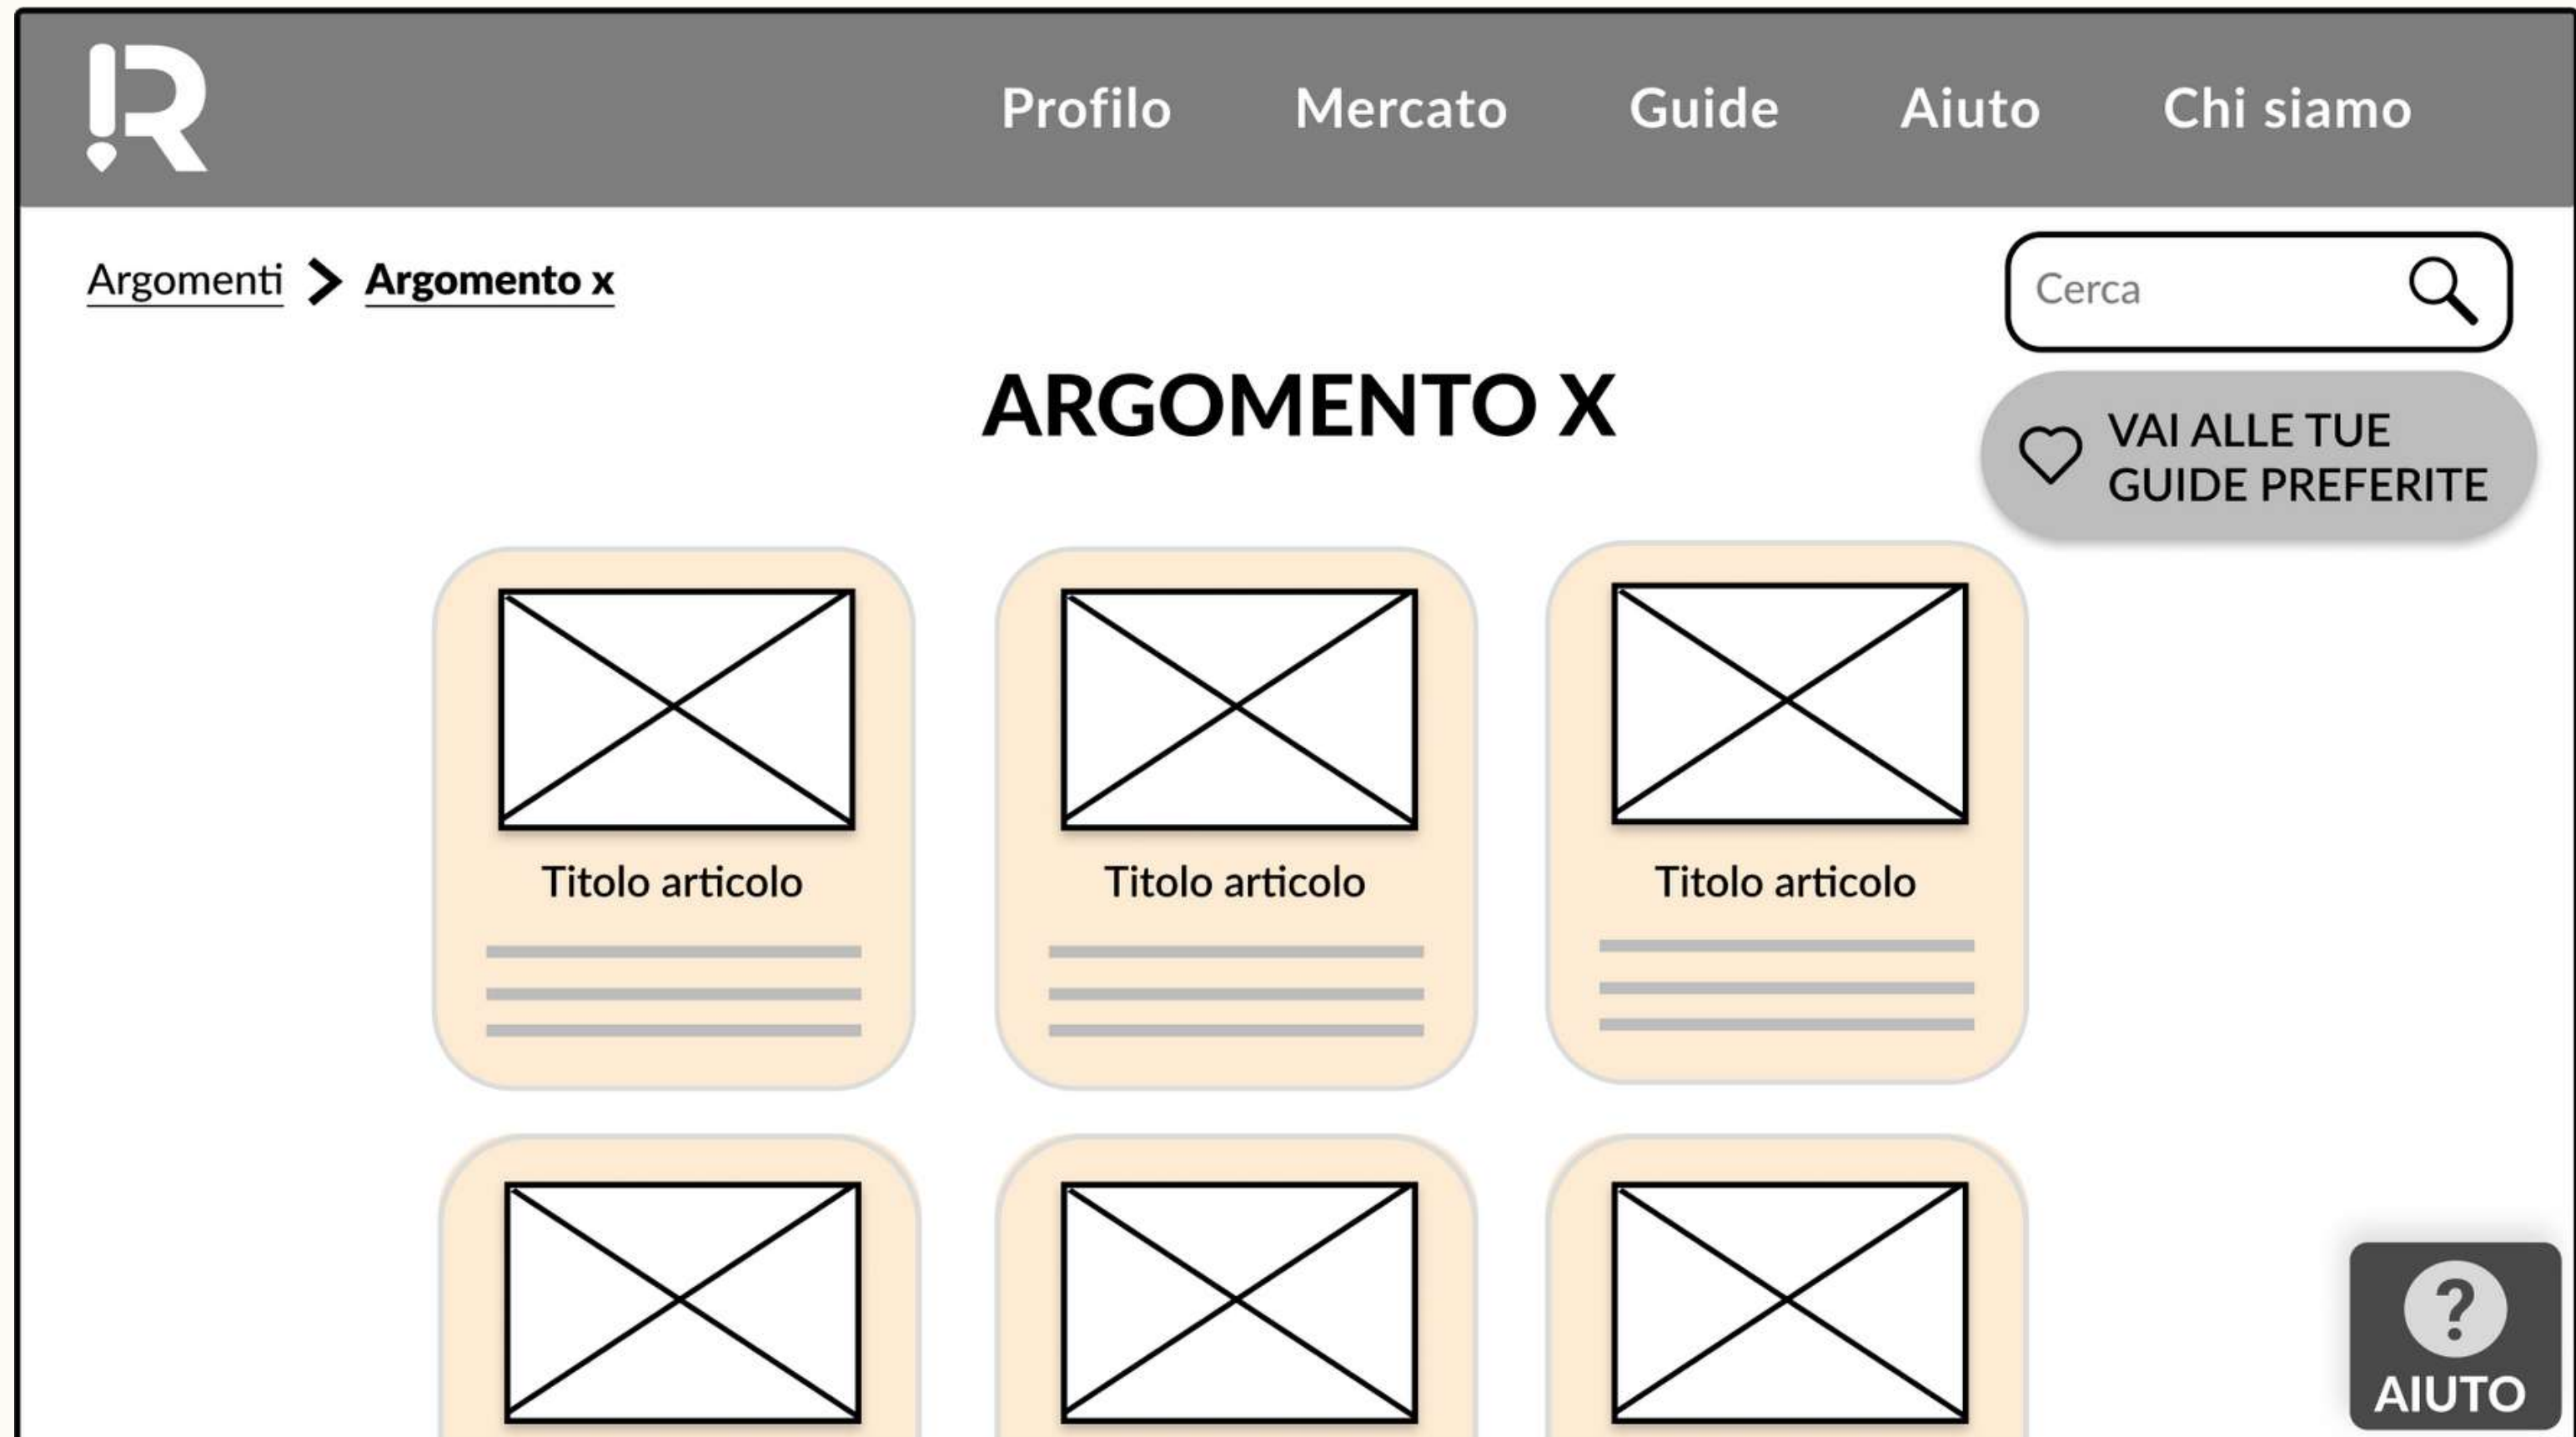 R
Profilo Mercato Guide Aiuto Chi siamo
Argomenti > Argomento x
Cerca
ARGOMENTO X
VAI ALLE TUE
GUIDE PREFERITE
Titolo articolo Titolo articolo Titolo articolo
?
AIUTO